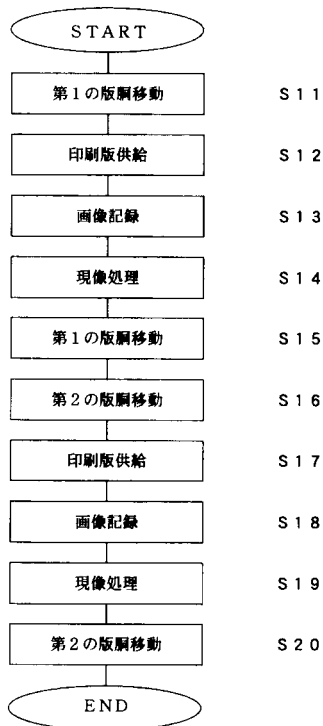 START
第1の版胴移動 S11
印刷版供給 S12
画像記録 S13
現像処理 S14
第1の版胴移動 S15
第2の版胴移動 S16
印刷版供給 S17
画像記録 S18
現像処理 S19
第2の版胴移動 S20
END